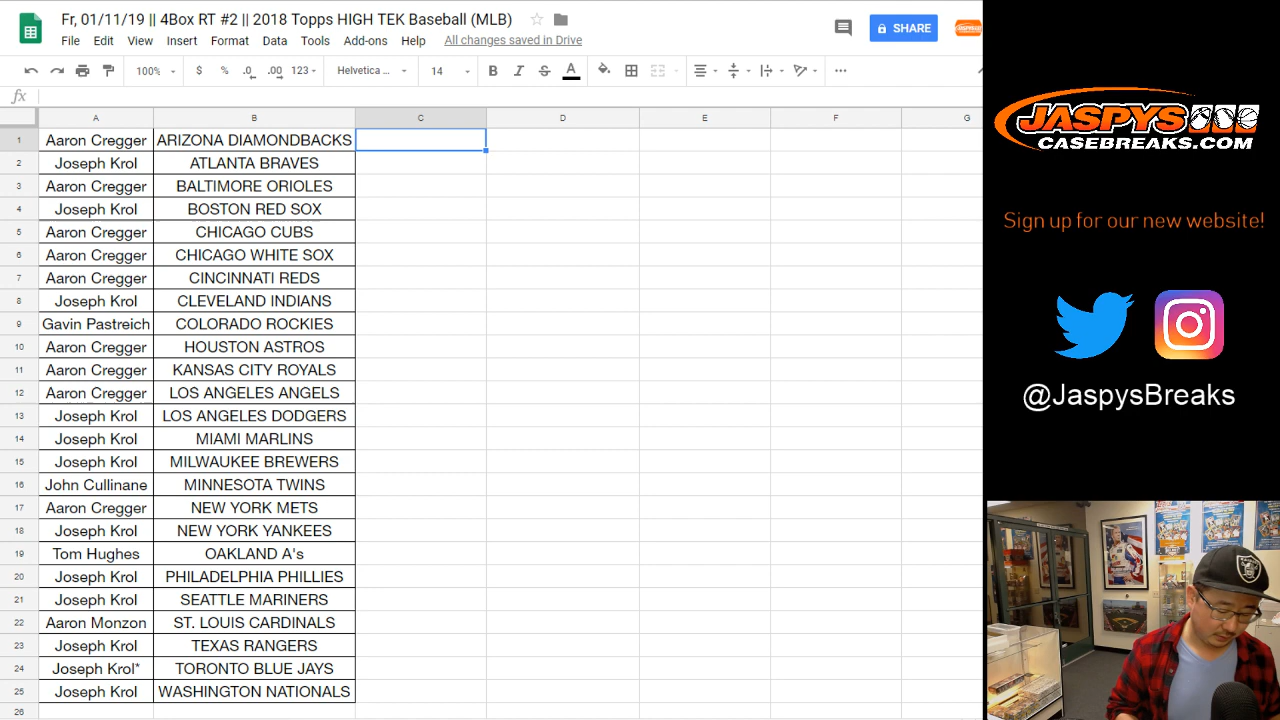 Fr, 01/11/19 || 4Box RT #2 || 2018 Topps HIGH TEK Baseball (MLB)
File Edit View Insert Format Data Tools Add-ons Help All changes saved in Drive
SHARE
100% $ % .0 .00 123 Helvetica ... 14 B I S A
fx
A B C D E F G
1 Aaron Cregger ARIZONA DIAMONDBACKS
2 Joseph Krol ATLANTA BRAVES
3 Aaron Cregger BALTIMORE ORIOLES
4 Joseph Krol BOSTON RED SOX
5 Aaron Cregger CHICAGO CUBS
6 Aaron Cregger CHICAGO WHITE SOX
7 Aaron Cregger CINCINNATI REDS
8 Joseph Krol CLEVELAND INDIANS
9 Gavin Pastreich COLORADO ROCKIES
10 Aaron Cregger HOUSTON ASTROS
11 Aaron Cregger KANSAS CITY ROYALS
12 Aaron Cregger LOS ANGELES ANGELS
13 Joseph Krol LOS ANGELES DODGERS
14 Joseph Krol MIAMI MARLINS
15 Joseph Krol MILWAUKEE BREWERS
16 John Cullinane MINNESOTA TWINS
17 Aaron Cregger NEW YORK METS
18 Joseph Krol NEW YORK YANKEES
19 Tom Hughes OAKLAND A's
20 Joseph Krol PHILADELPHIA PHILLIES
21 Joseph Krol SEATTLE MARINERS
22 Aaron Monzon ST. LOUIS CARDINALS
23 Joseph Krol TEXAS RANGERS
24 Joseph Krol* TORONTO BLUE JAYS
25 Joseph Krol WASHINGTON NATIONALS
26
JASPYS
CASEBREAKS.COM
Sign up for our new website!
@JaspysBreaks